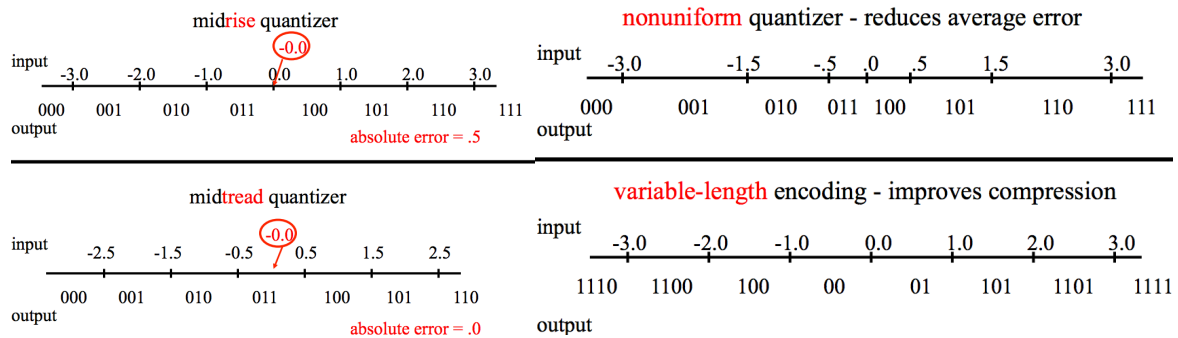 midrise quantizer
-0.0
input
-3.0 -2.0 -1.0 0.0 1.0 2.0 3.0
000 001 010 011 100 101 110 111
output
absolute error = .5
midtread quantizer
-0.0
input
-2.5 -1.5 -0.5 0.5 1.5 2.5
000 001 010 011 100 101 110
output
absolute error = .0
nonuniform quantizer - reduces average error
input
-3.0 -1.5 -.5 .0 .5 1.5 3.0
000 001 010 011 100 101 110 111
output
variable-length encoding - improves compression
input
-3.0 -2.0 -1.0 0.0 1.0 2.0 3.0
1110 1100 100 00 01 101 1101 1111
output